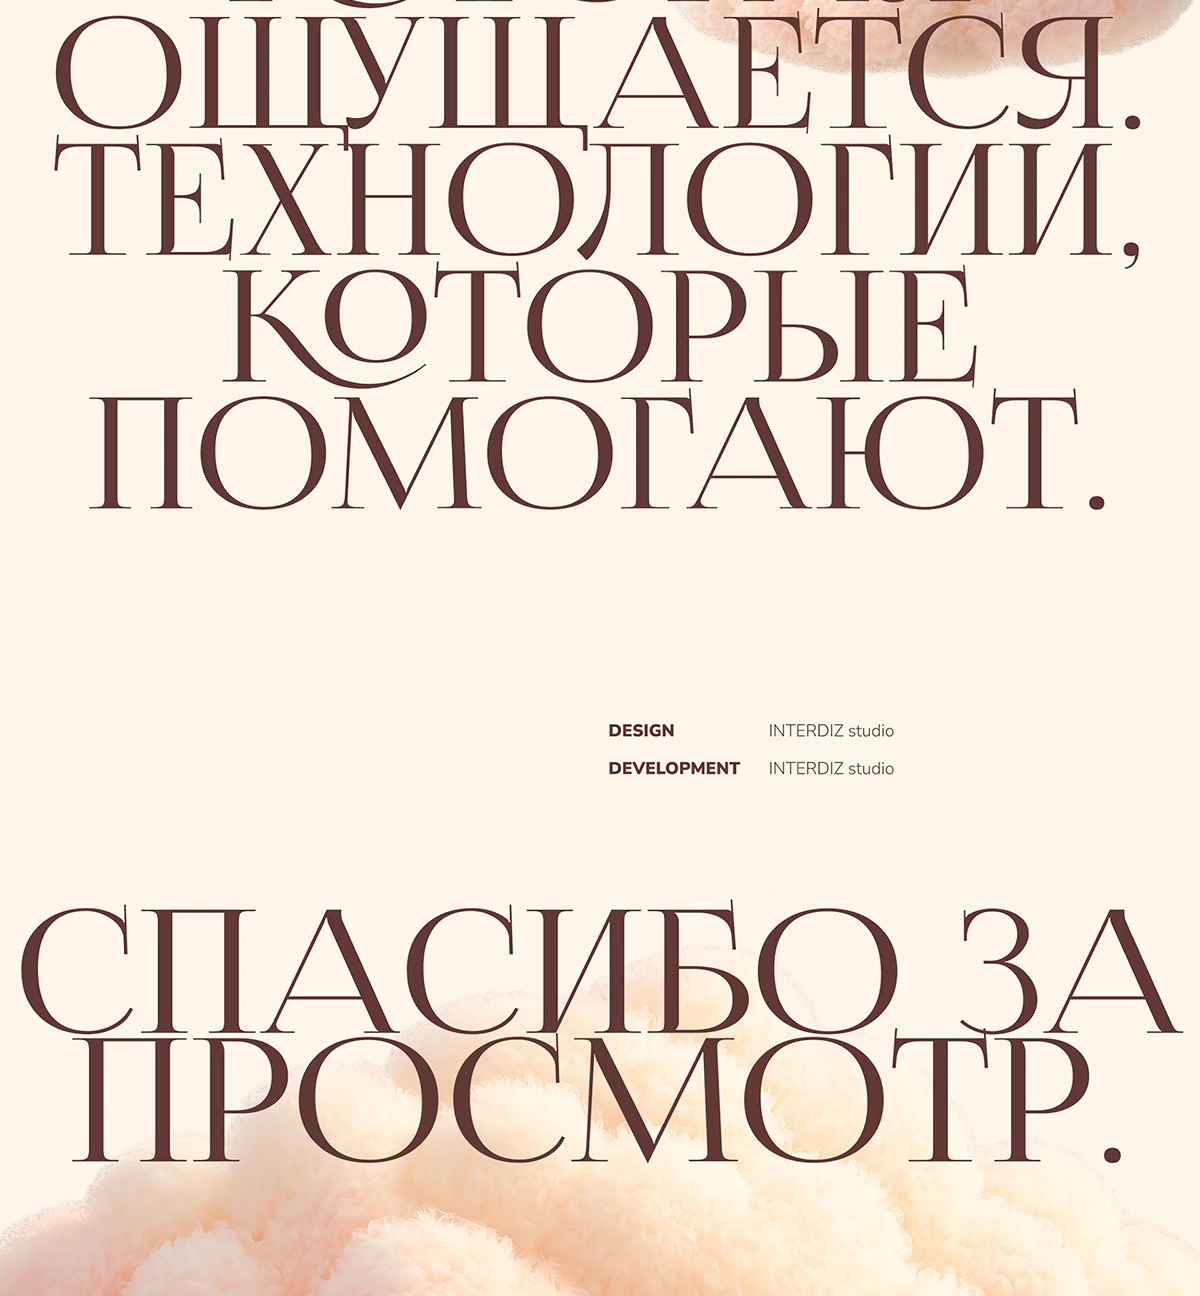 ОЩУЩАЕТСЯ.
ТЕХНОЛОГИИ,
КОТОРЫЕ
ПОМОГАЮТ.
DESIGN INTERDIZ studio
DEVELOPMENT INTERDIZ studio
СПАСИБО ЗА
ПРОСМОТР.